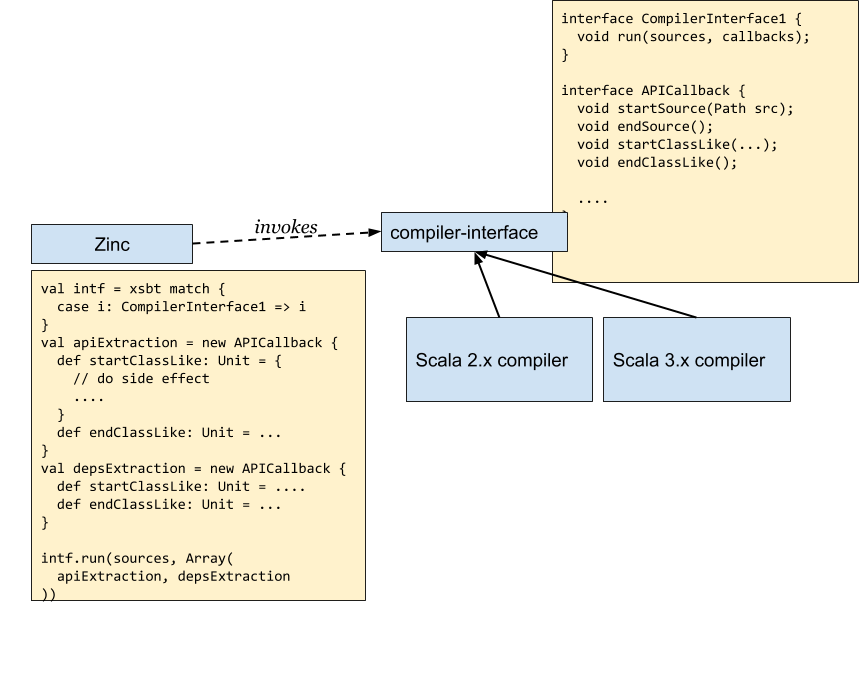 interface CompilerInterface1 {
  void run(sources, callbacks);
}

interface APICallback {
  void startSource(Path src);
  void endSource();
  void startClassLike(...);
  void endClassLike();

  ....
invokes
Zinc
compiler-interface
val intf = xsbt match {
  case i: CompilerInterface1 => i
}
val apiExtraction = new APICallback {
  def startClassLike: Unit = {
    // do side effect
    ....
  }
  def endClassLike: Unit = ...
}
val depsExtraction = new APICallback {
  def startClassLike: Unit = ....
  def endClassLike: Unit = ...
}

intf.run(sources, Array(
  apiExtraction, depsExtraction
))
Scala 2.x compiler
Scala 3.x compiler